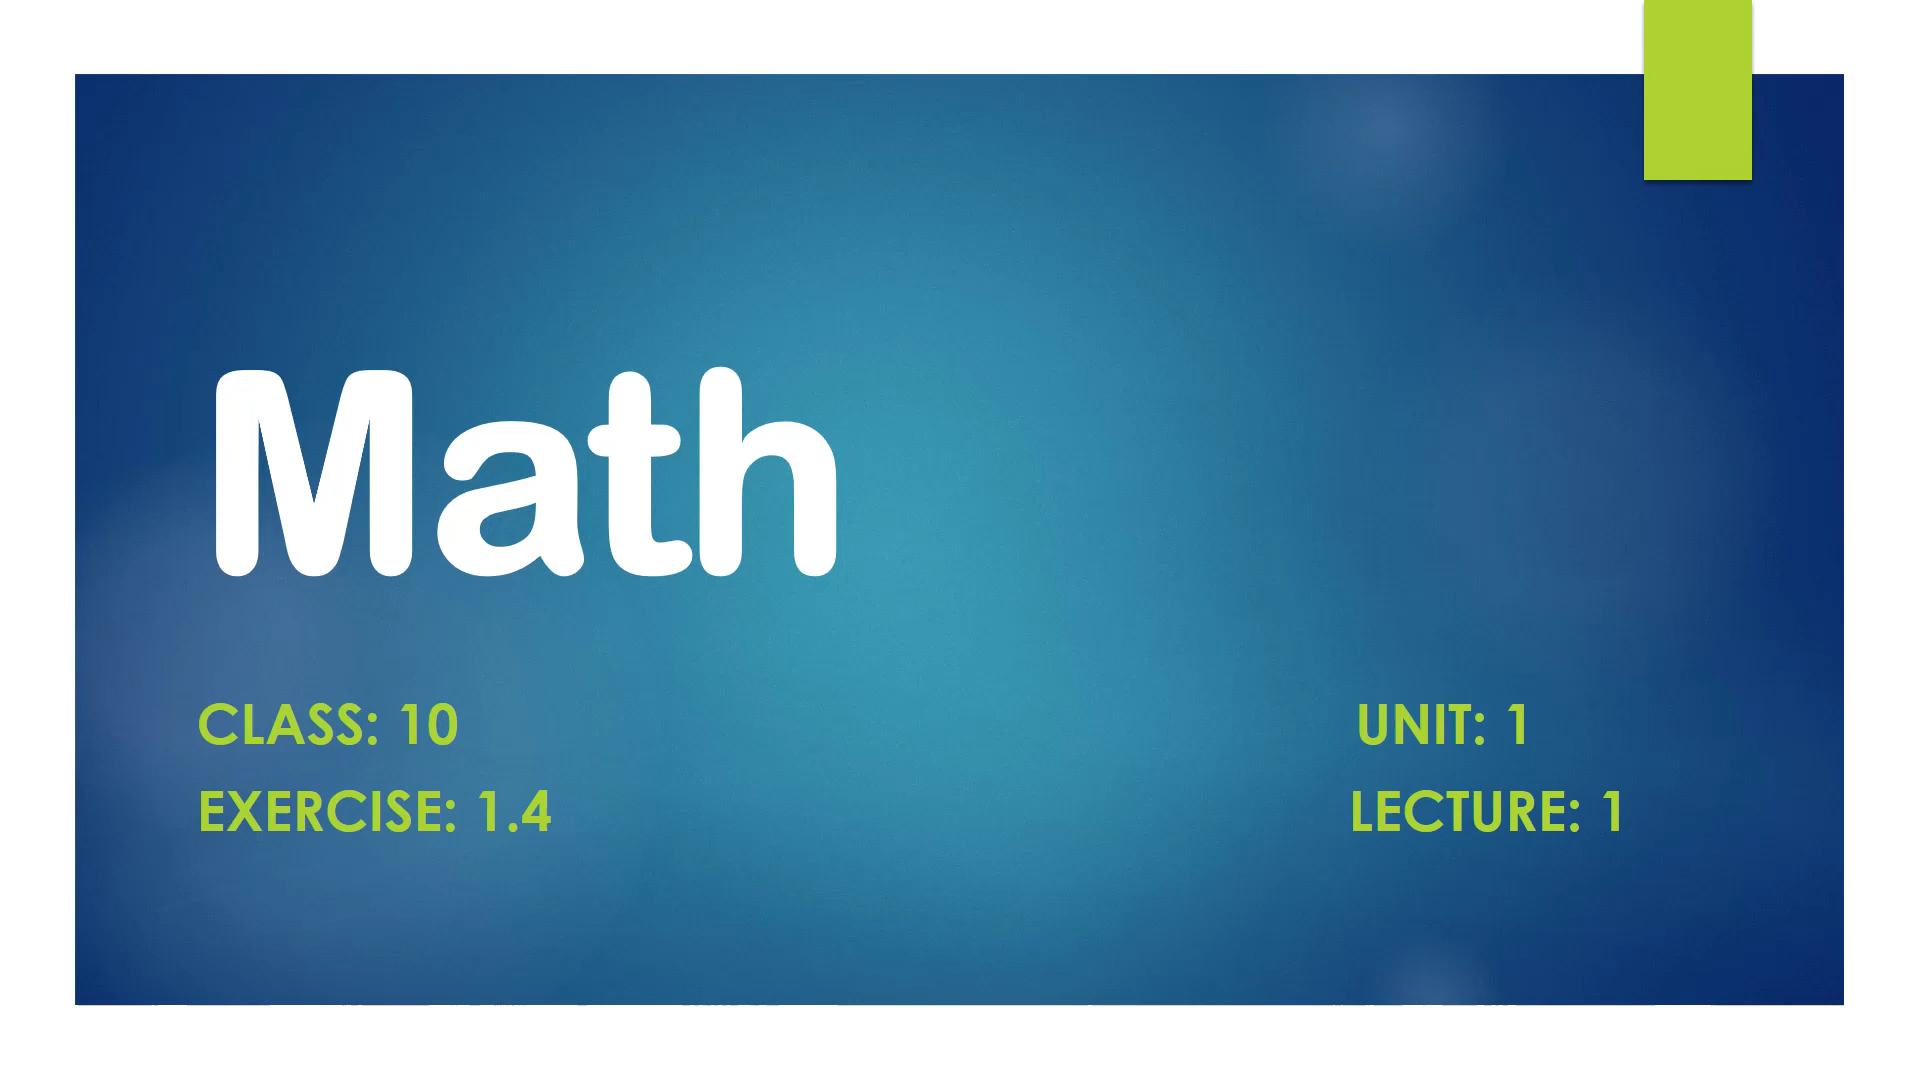 Math
CLASS: 10
UNIT: 1
EXERCISE: 1.4
LECTURE: 1